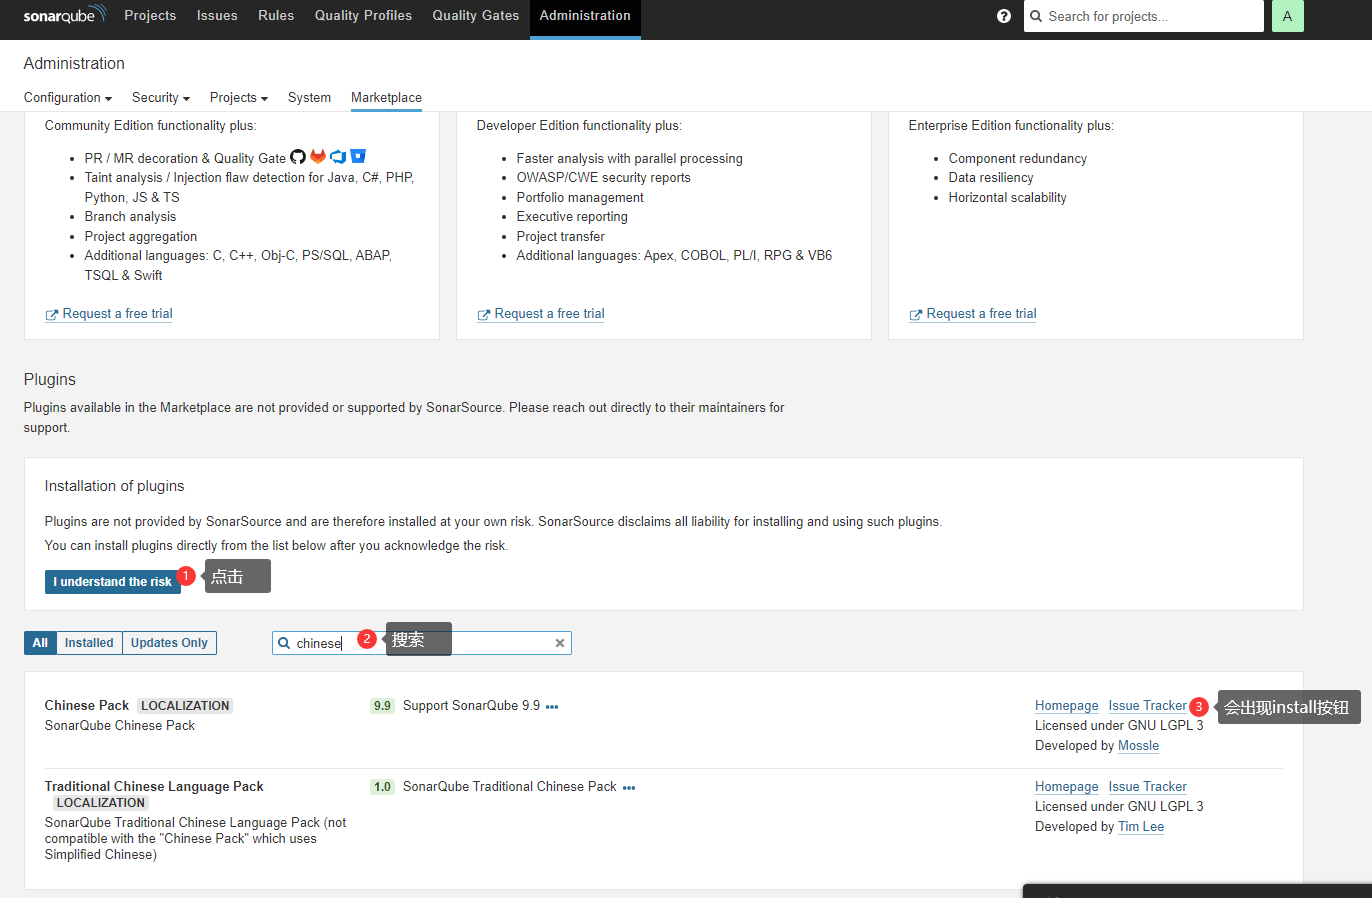 sonarqube Projects Issues Rules Quality Profiles Quality Gates Administration Search for projects... A
Administration
Configuration Security Projects System Marketplace
Community Edition functionality plus:
PR / MR decoration & Quality Gate
Taint analysis / Injection flaw detection for Java, C#, PHP,
Python, JS & TS
Branch analysis
Project aggregation
Additional languages: C, C++, Obj-C, PS/SQL, ABAP,
TSQL & Swift
Request a free trial
Developer Edition functionality plus:
Faster analysis with parallel processing
OWASP/CWE security reports
Portfolio management
Executive reporting
Project transfer
Additional languages: Apex, COBOL, PL/I, RPG & VB6
Request a free trial
Enterprise Edition functionality plus:
Component redundancy
Data resiliency
Horizontal scalability
Request a free trial
Plugins
Plugins available in the Marketplace are not provided or supported by SonarSource. Please reach out directly to their maintainers for
support.
Installation of plugins
Plugins are not provided by SonarSource and are therefore installed at your own risk. SonarSource disclaims all liability for installing and using such plugins.
You can install plugins directly from the list below after you acknowledge the risk.
I understand the risk 1 点击
All Installed Updates Only chinese 2 搜索
Chinese Pack LOCALIZATION 9.9 Support SonarQube 9.9 ••• Homepage Issue Tracker 3 会出现install按钮
SonarQube Chinese Pack Licensed under GNU LGPL 3
Developed by Mossle
Traditional Chinese Language Pack 1.0 SonarQube Traditional Chinese Pack ••• Homepage Issue Tracker
LOCALIZATION Licensed under GNU LGPL 3
SonarQube Traditional Chinese Language Pack (not Developed by Tim Lee
compatible with the "Chinese Pack" which uses
Simplified Chinese)